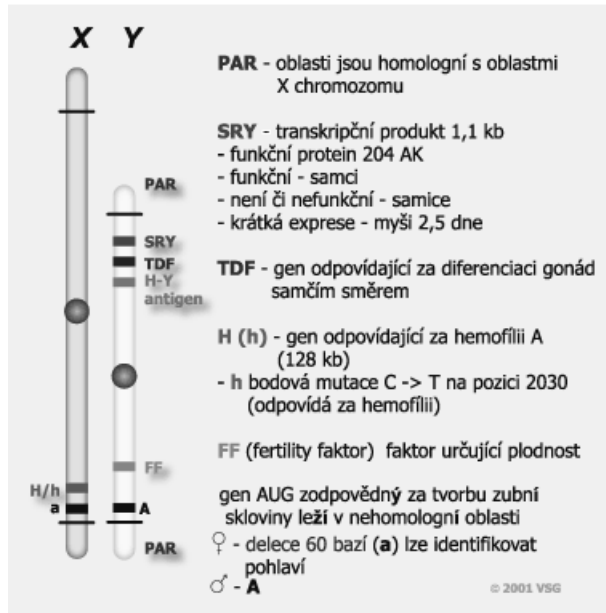 X Y
PAR - oblasti jsou homologní s oblastmi
X chromozomu
SRY - transkripční produkt 1,1 kb
- funkční protein 204 AK
- funkční - samci
- není či nefunkční - samice
- krátká exprese - myši 2,5 dne
TDF - gen odpovídající za diferenciaci gonád
samčím směrem
H (h) - gen odpovídající za hemofílii A
(128 kb)
- h bodová mutace C -> T na pozici 2030
(odpovídá za hemofílii)
FF (fertility faktor) faktor určující plodnost
gen AUG zodpovědný za tvorbu zubní
skloviny leží v nehomologní oblasti
♀ - delece 60 bazí (a) lze identifikovat
pohlaví
♂ - A
© 2001 VSG
PAR
SRY
TDF
H-Y
antigen
FF
H/h
a
A
PAR